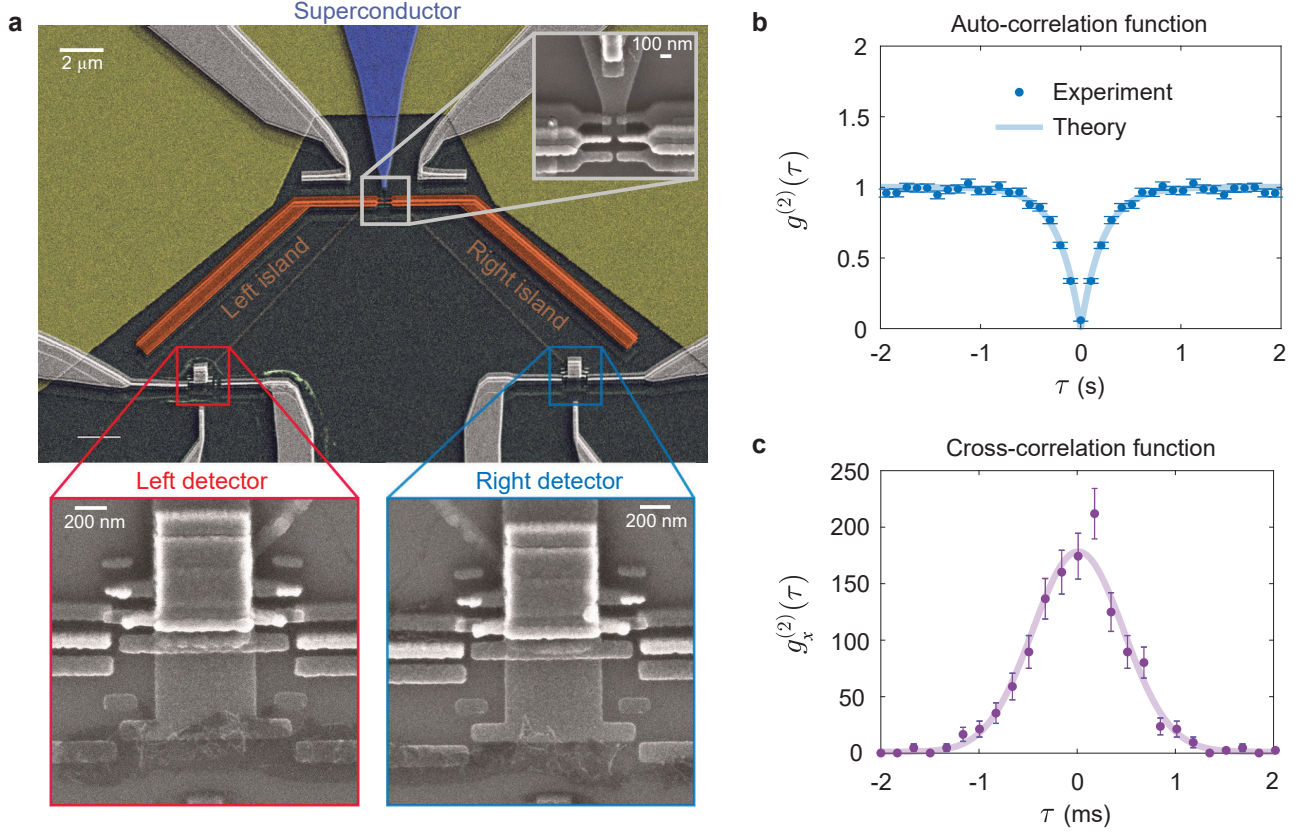 Superconductor
a
2 μm
100 nm
Left island
Right island
Left detector
200 nm
Right detector
200 nm
b
Auto-correlation function
g⁽²⁾(τ)
2
1.5
1
0.5
0
Experiment
Theory
-2
-1
0
1
2
τ (s)
c
Cross-correlation function
gₓ⁽²⁾(τ)
250
200
150
100
50
0
-2
-1
0
1
2
τ (ms)